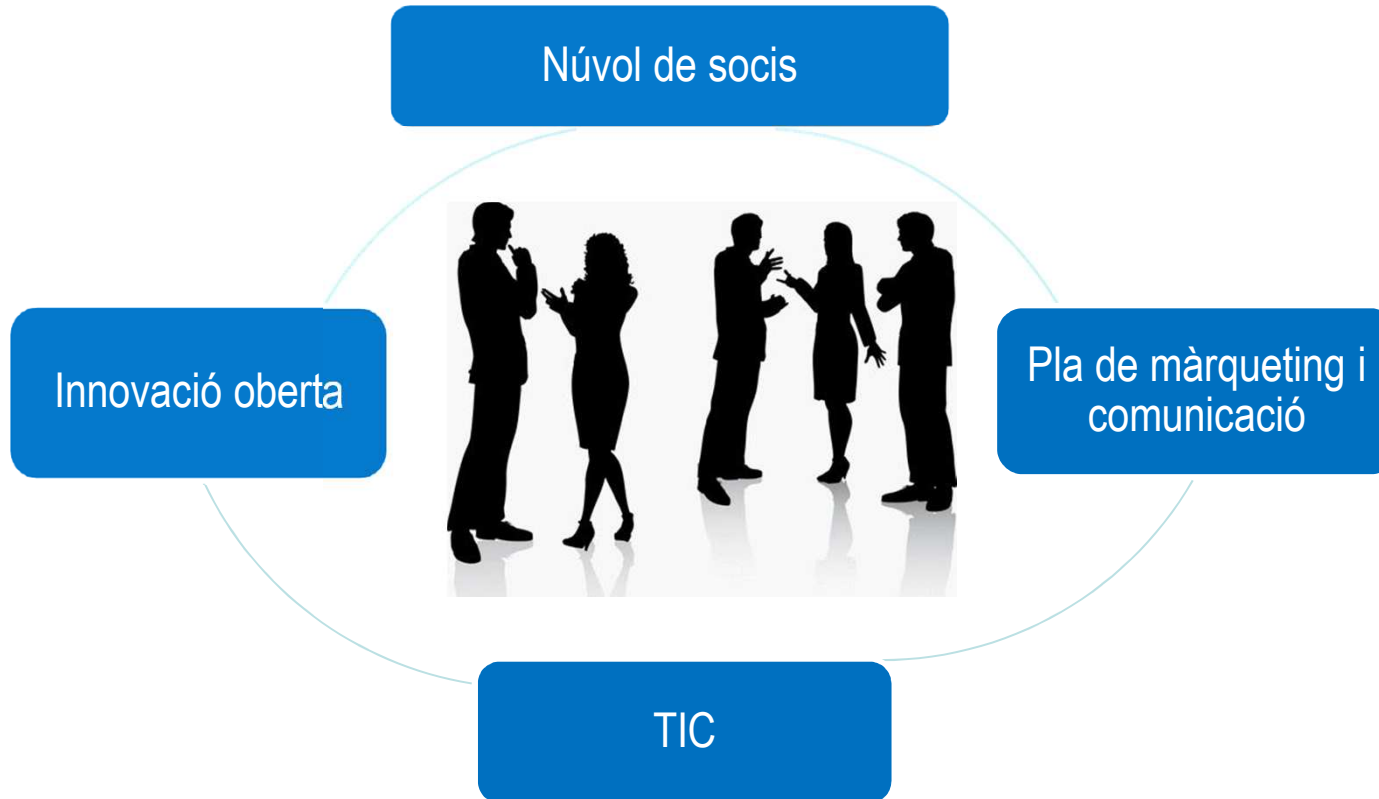 Núvol de socis
Innovació oberta
Pla de màrqueting i
comunicació
TIC